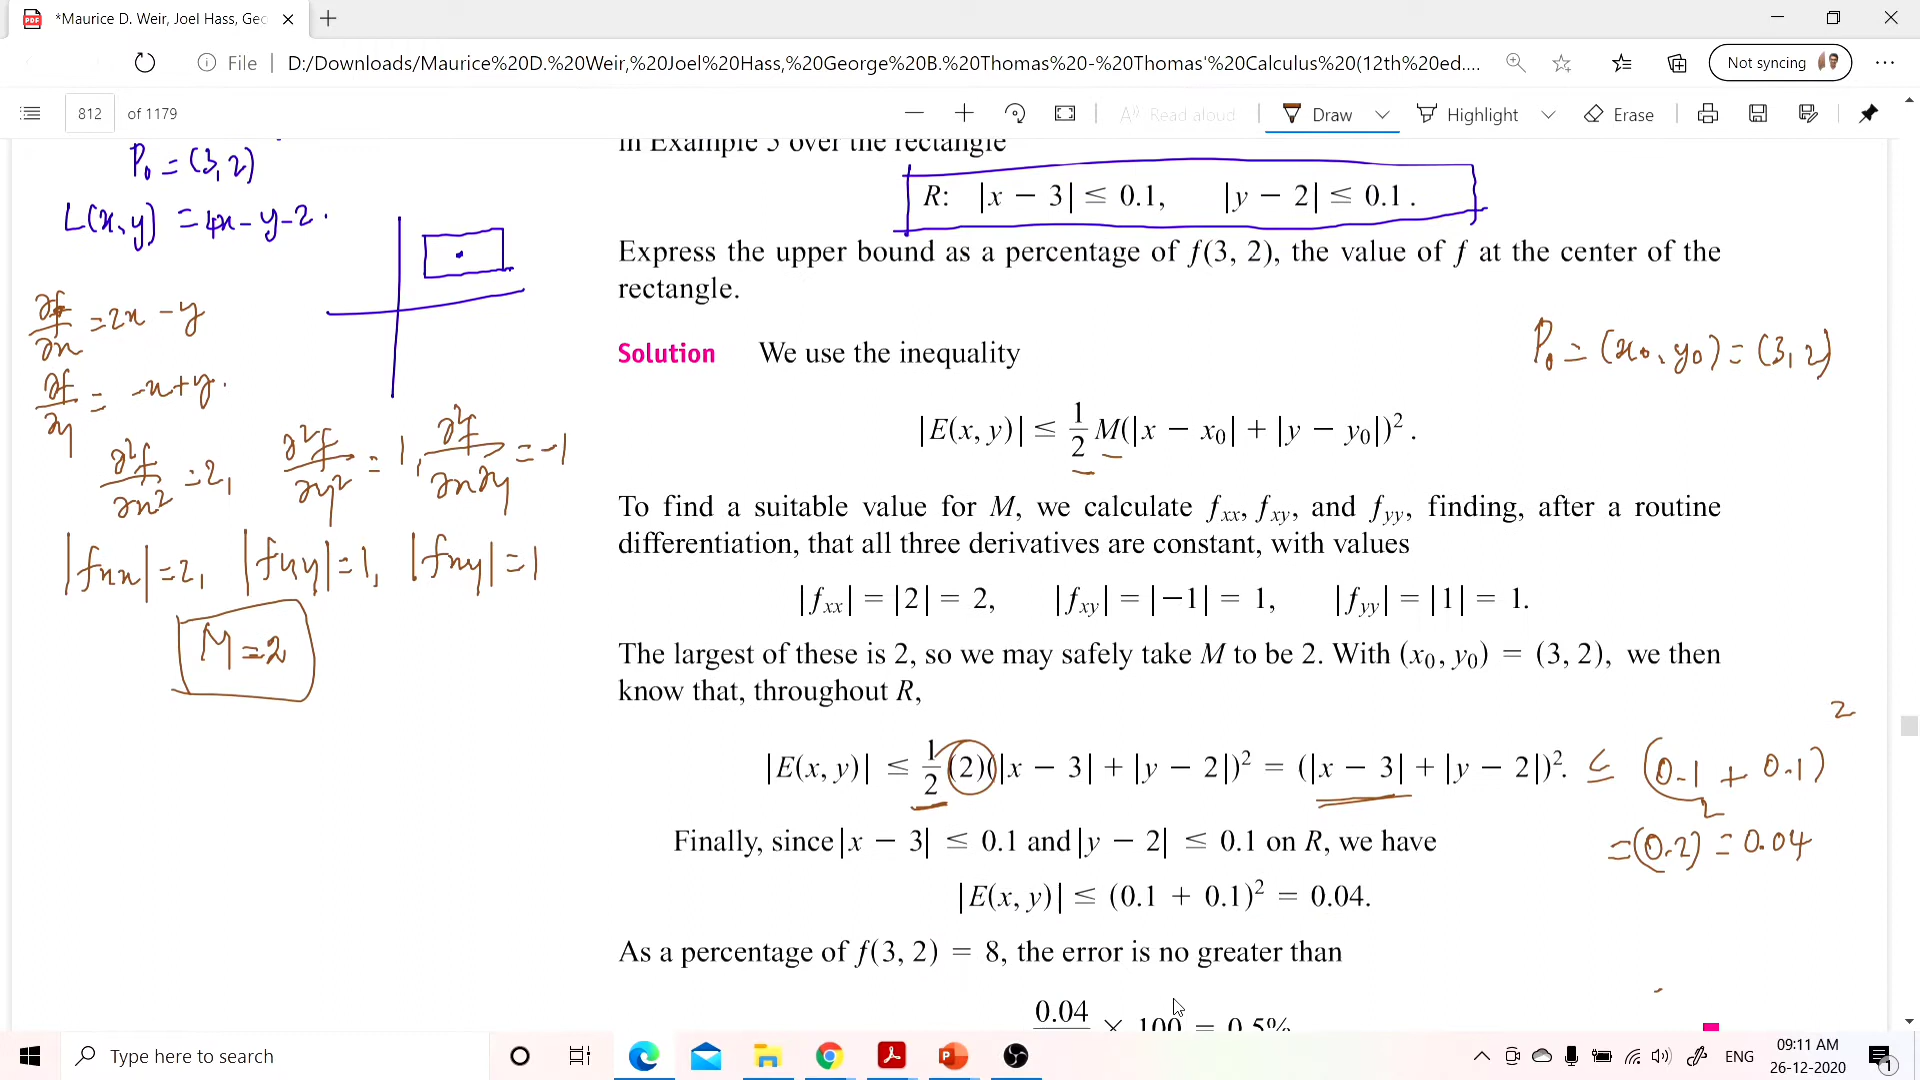 *Maurice D. Weir, Joel Hass, Geo
File
D:/Downloads/Maurice%20D.%20Weir,%20Joel%20Hass,%20George%20B.%20Thomas%20-%20Thomas'%20Calculus%20(12th%20ed....
Not syncing
812 of 1179
Read aloud
Draw
Highlight
Erase
P₀ = (3, 2)
L(x, y) = 4x - y - 2.
∂f/∂x = 2x - y
∂f/∂y = -x + y.
∂²f/∂x² = 2, ∂²f/∂y² = 1, ∂²f/∂x∂y = -1
|fxx| = 2, |fyy| = 1, |fxy| = 1
M = 2
in Example 5 over the rectangle
R: |x − 3| ≤ 0.1, |y − 2| ≤ 0.1.
Express the upper bound as a percentage of f(3, 2), the value of f at the center of the
rectangle.
Solution We use the inequality
P₀ = (x₀, y₀) = (3, 2)
|E(x, y)| ≤ 1/2 M(|x − x₀| + |y − y₀|)².
To find a suitable value for M, we calculate fxx, fxy, and fyy, finding, after a routine
differentiation, that all three derivatives are constant, with values
|fxx| = |2| = 2, |fxy| = |−1| = 1, |fyy| = |1| = 1.
The largest of these is 2, so we may safely take M to be 2. With (x₀, y₀) = (3, 2), we then
know that, throughout R,
|E(x, y)| ≤ 1/2 (2)(|x − 3| + |y − 2|)² = (|x − 3| + |y − 2|)². ≤ (0.1 + 0.1)²
= (0.2)² = 0.04
Finally, since |x − 3| ≤ 0.1 and |y − 2| ≤ 0.1 on R, we have
|E(x, y)| ≤ (0.1 + 0.1)² = 0.04.
As a percentage of f(3, 2) = 8, the error is no greater than
0.04
× 100 = 0.5%
Type here to search
ENG
09:11 AM
26-12-2020
1